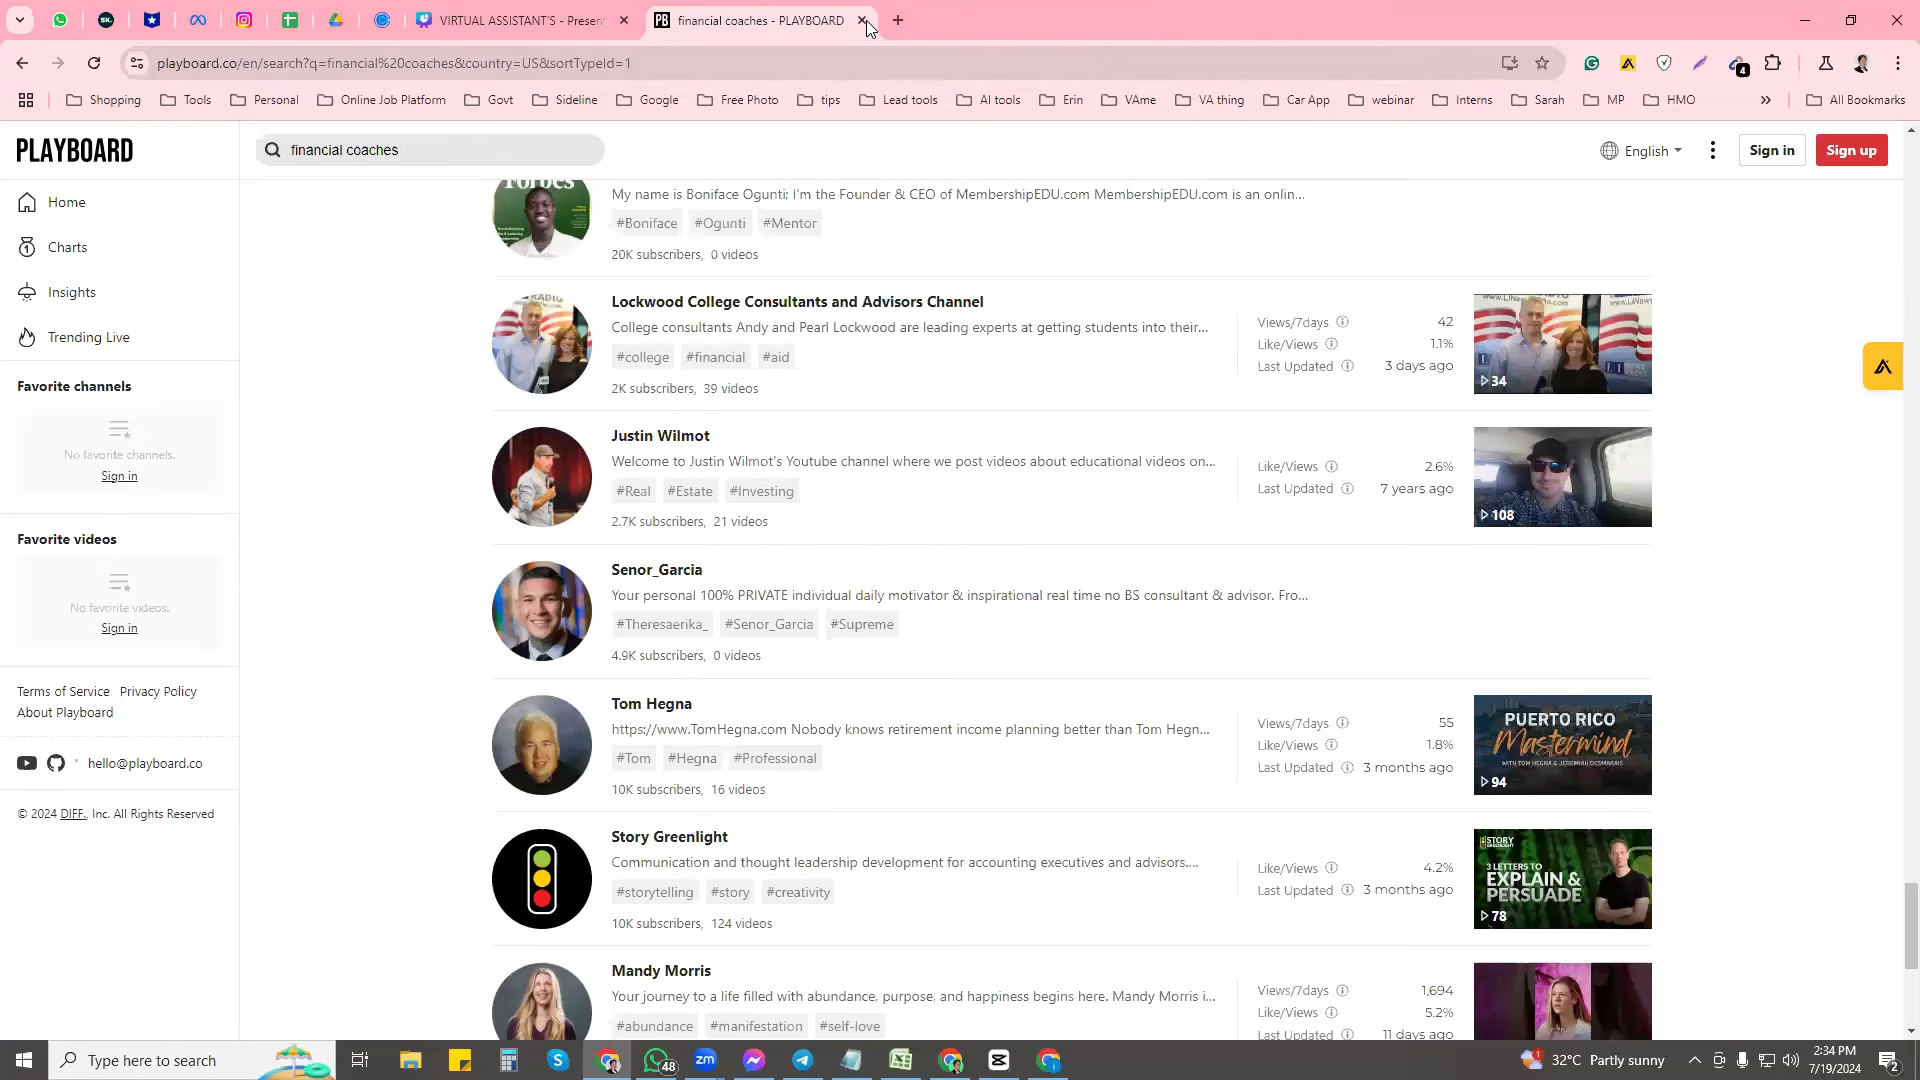 VIRTUAL ASSISTANT'S - Presen
financial coaches - PLAYBOARD
playboard.co/en/search?q=financial%20coaches&country=US&sortTypeId=1
4
Shopping
Tools
Personal
Online Job Platform
Govt
Sideline
Google
Free Photo
tips
Lead tools
AI tools
Erin
VAme
VA thing
Car App
webinar
Interns
Sarah
MP
HMO
All Bookmarks
PLAYBOARD
financial coaches
English
Sign in
Sign up
Home
Charts
Insights
Trending Live
Favorite channels
No favorite channels.
Sign in
Favorite videos
No favorite videos.
Sign in
Terms of Service Privacy Policy
About Playboard
hello@playboard.co
© 2024 DIFF., Inc. All Rights Reserved
Forbes
My name is Boniface Ogunti; I'm the Founder & CEO of MembershipEDU.com MembershipEDU.com is an onlin...
#Boniface #Ogunti #Mentor
20K subscribers, 0 videos
Lockwood College Consultants and Advisors Channel
College consultants Andy and Pearl Lockwood are leading experts at getting students into their...
#college #financial #aid
2K subscribers, 39 videos
Views/7days 42
Like/Views 1.1%
Last Updated 3 days ago
34
Justin Wilmot
Welcome to Justin Wilmot's Youtube channel where we post videos about educational videos on...
#Real #Estate #Investing
2.7K subscribers, 21 videos
Like/Views 2.6%
Last Updated 7 years ago
108
Senor_Garcia
Your personal 100% PRIVATE individual daily motivator & inspirational real time no BS consultant & advisor. Fro...
#Theresaerika_ #Senor_Garcia #Supreme
4.9K subscribers, 0 videos
Tom Hegna
https://www.TomHegna.com Nobody knows retirement income planning better than Tom Hegn...
#Tom #Hegna #Professional
10K subscribers, 16 videos
Views/7days 55
Like/Views 1.8%
Last Updated 3 months ago
PUERTO RICO
Mastermind
WITH TOM HEGNA & JEREMIAH DESMARAIS
94
Story Greenlight
Communication and thought leadership development for accounting executives and advisors....
#storytelling #story #creativity
10K subscribers, 124 videos
Like/Views 4.2%
Last Updated 3 months ago
STORY
GREENLIGHT
3 LETTERS TO
EXPLAIN &
PERSUADE
78
Mandy Morris
Your journey to a life filled with abundance, purpose, and happiness begins here. Mandy Morris i...
#abundance #manifestation #self-love
Views/7days 1,694
Like/Views 5.2%
Last Updated 11 days ago
Type here to search
48
zm
32°C Partly sunny
2:34 PM
7/19/2024
2